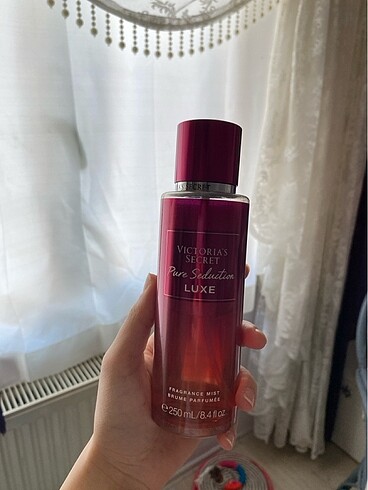 VICTORIA'S
SECRET
Pure Seduction
LUXE
FRAGRANCE MIST
BRUME PARFUMÉE
℮ 250 mL/8.4 fl oz